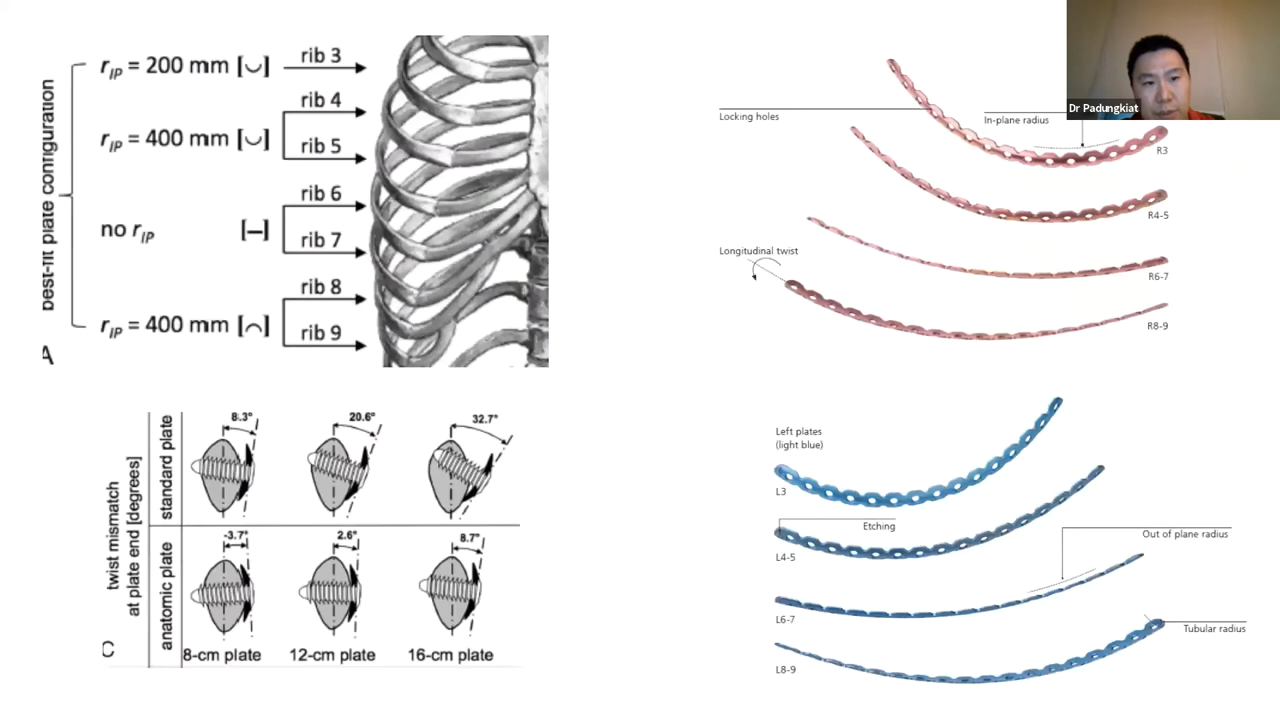 best-fit plate configuration
rIP = 200 mm [◡]
rib 3
rIP = 400 mm [◡]
rib 4
rib 5
no rIP [–]
rib 6
rib 7
rIP = 400 mm [◠]
rib 8
rib 9
A
Dr Padungkiat
Locking holes
In-plane radius
R3
R4-5
R6-7
Longitudinal twist
R8-9
twist mismatch
at plate end [degrees]
standard plate
8.3°
20.6°
32.7°
anatomic plate
-3.7°
2.6°
8.7°
C
8-cm plate
12-cm plate
16-cm plate
Left plates
(light blue)
L3
Etching
L4-5
Out of plane radius
L6-7
Tubular radius
L8-9